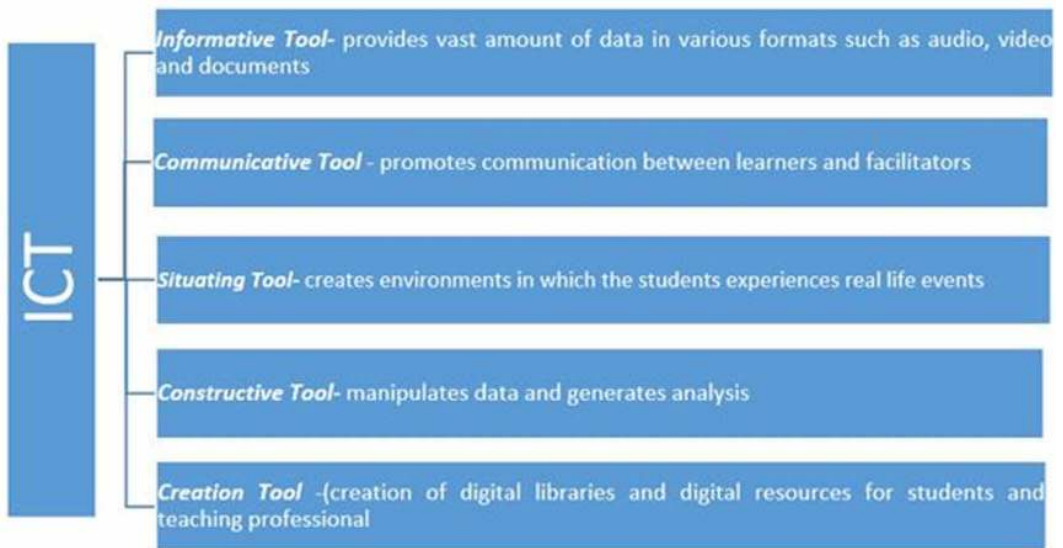 ICT
Informative Tool- provides vast amount of data in various formats such as audio, video
and documents
Communicative Tool - promotes communication between learners and facilitators
Situating Tool- creates environments in which the students experiences real life events
Constructive Tool- manipulates data and generates analysis
Creation Tool -(creation of digital libraries and digital resources for students and
teaching professional